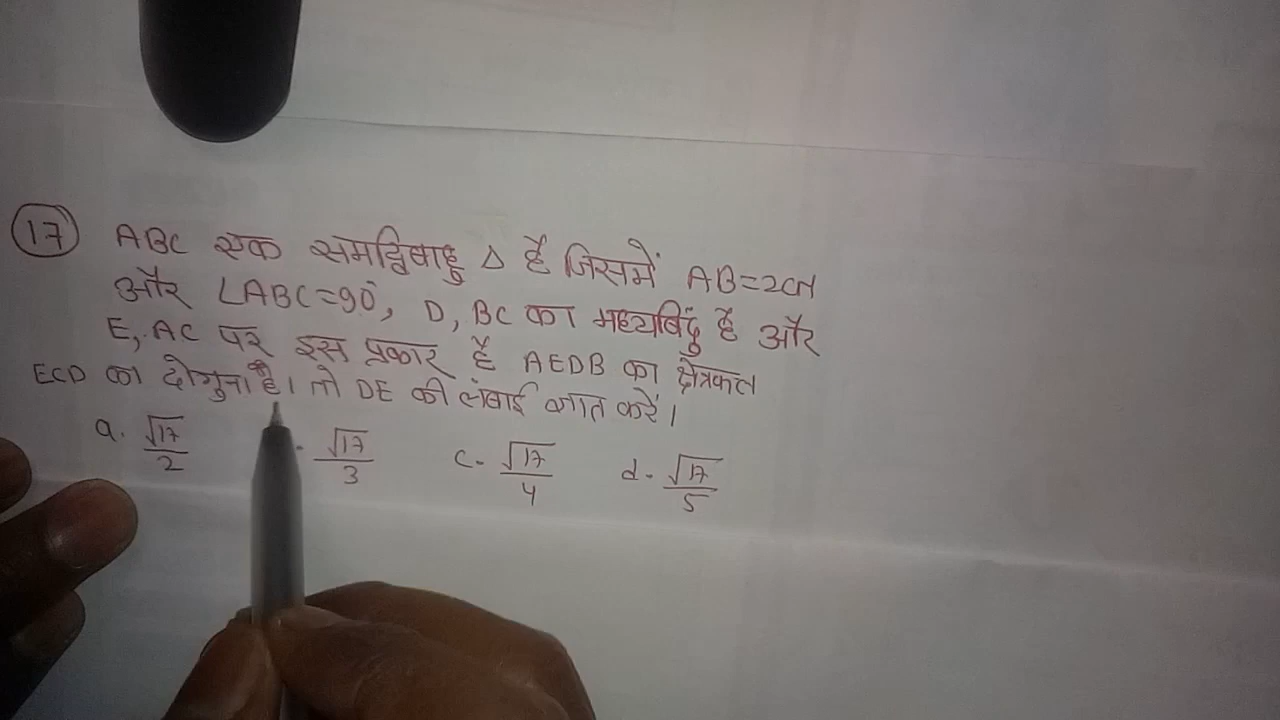 17 ABC एक समद्विबाहु Δ है जिसमें AB=2cm
और ∠ABC=90°, D, BC का मध्यबिंदु है और
E, AC पर इस प्रकार है AEDB का क्षेत्रफल
ECD का दोगुना है। तो DE की लंबाई ज्ञात करें।
a. √17/2 √17/3 c- √17/4 d- √17/5